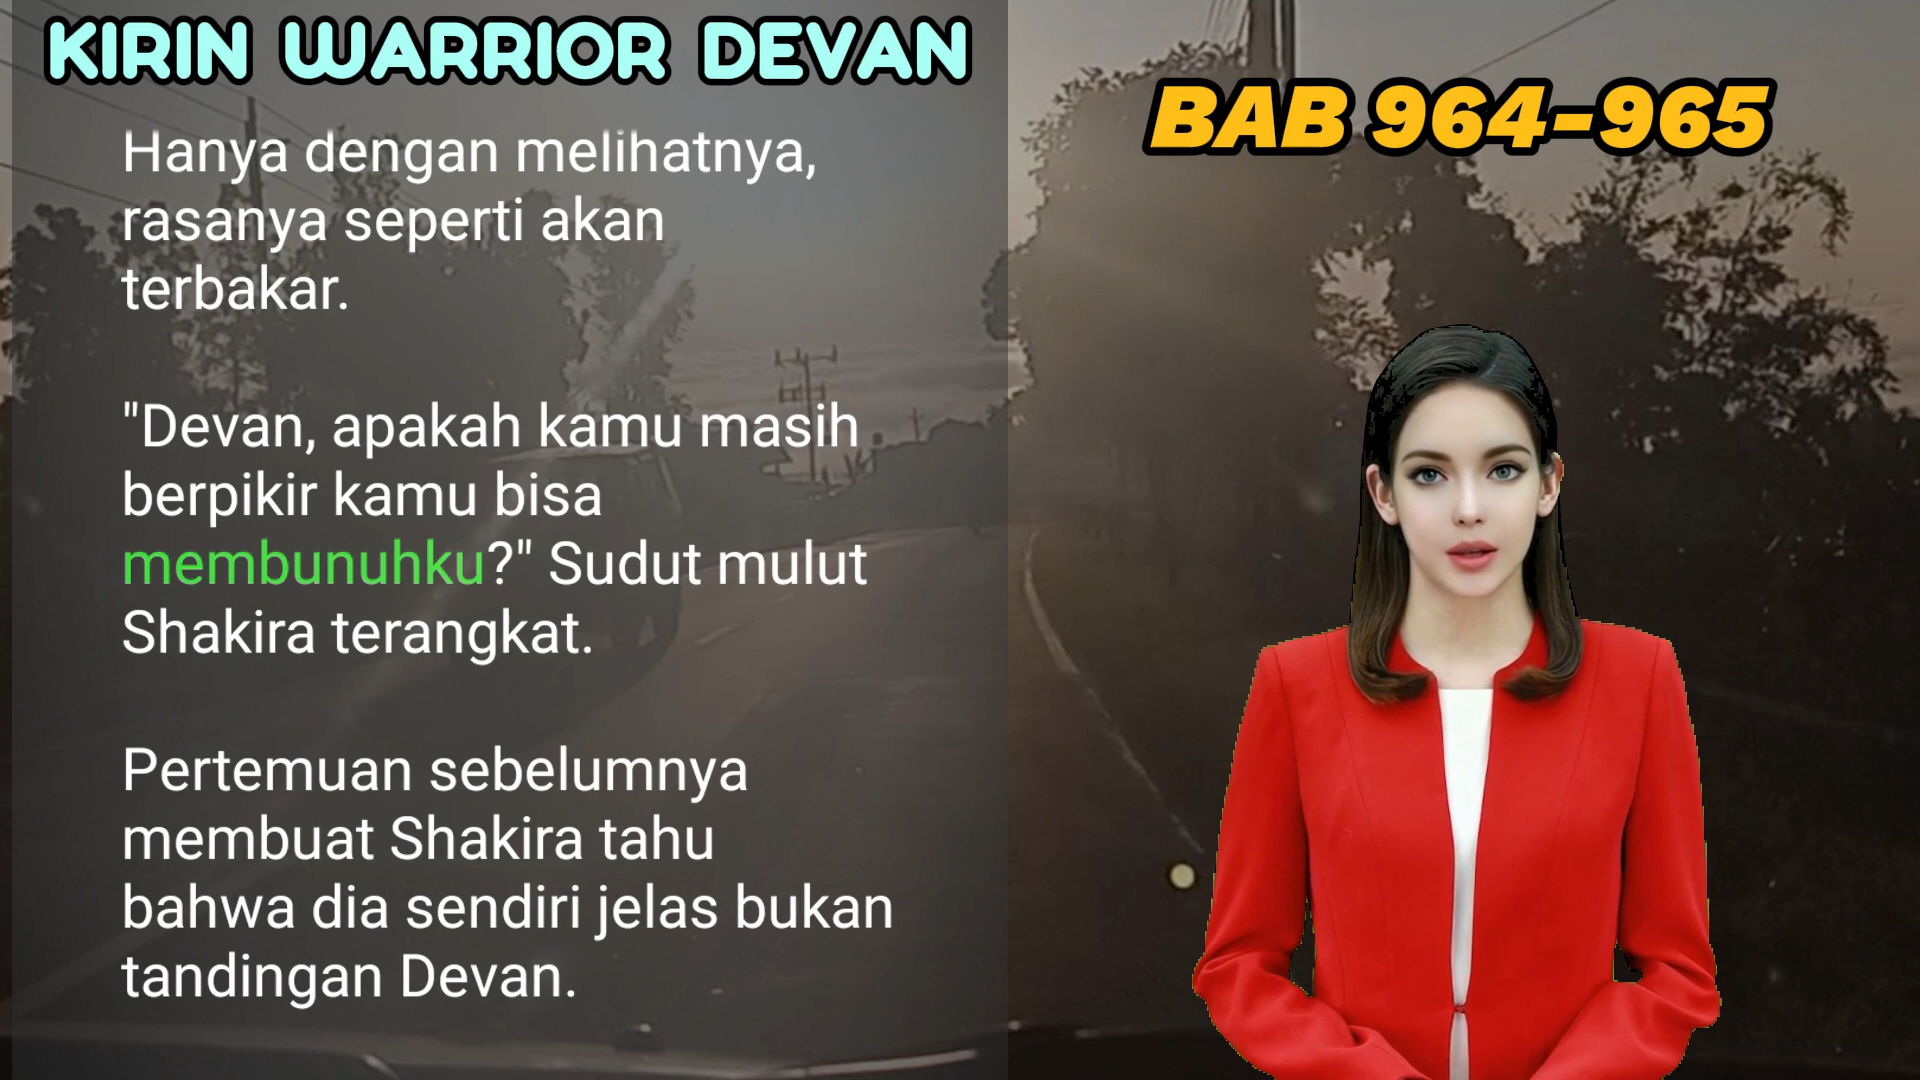 KIRIN WARRIOR DEVAN
BAB 964-965
Hanya dengan melihatnya,
rasanya seperti akan
terbakar.
"Devan, apakah kamu masih
berpikir kamu bisa
membunuhku?" Sudut mulut
Shakira terangkat.
Pertemuan sebelumnya
membuat Shakira tahu
bahwa dia sendiri jelas bukan
tandingan Devan.